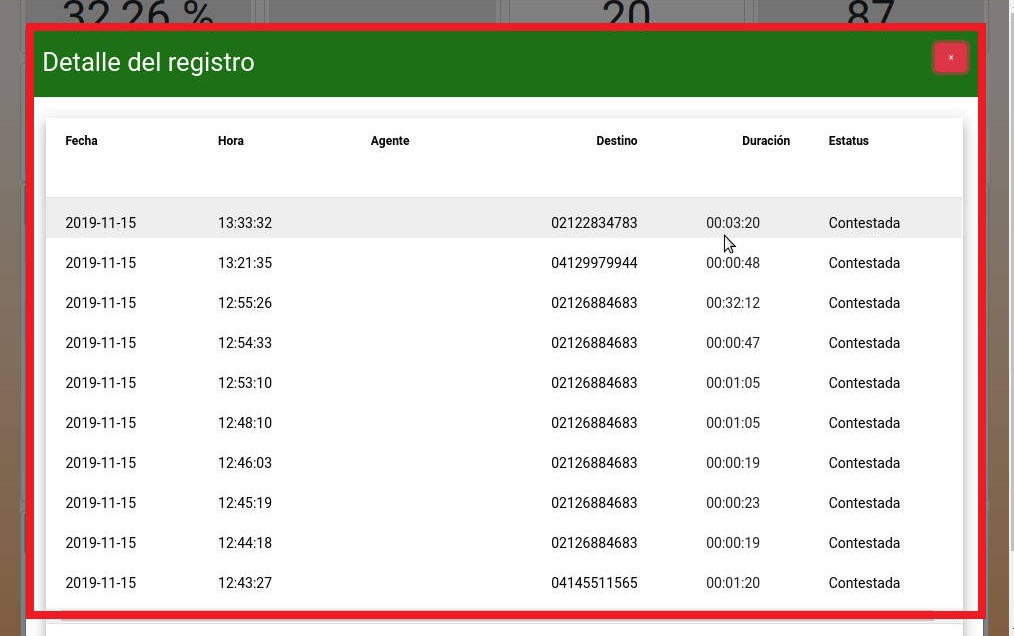 32.26 % 20 87
Detalle del registro ×
Fecha Hora Agente Destino Duración Estatus
2019-11-15 13:33:32 02122834783 00:03:20 Contestada
2019-11-15 13:21:35 04129979944 00:00:48 Contestada
2019-11-15 12:55:26 02126884683 00:32:12 Contestada
2019-11-15 12:54:33 02126884683 00:00:47 Contestada
2019-11-15 12:53:10 02126884683 00:01:05 Contestada
2019-11-15 12:48:10 02126884683 00:01:05 Contestada
2019-11-15 12:46:03 02126884683 00:00:19 Contestada
2019-11-15 12:45:19 02126884683 00:00:23 Contestada
2019-11-15 12:44:18 02126884683 00:00:19 Contestada
2019-11-15 12:43:27 04145511565 00:01:20 Contestada